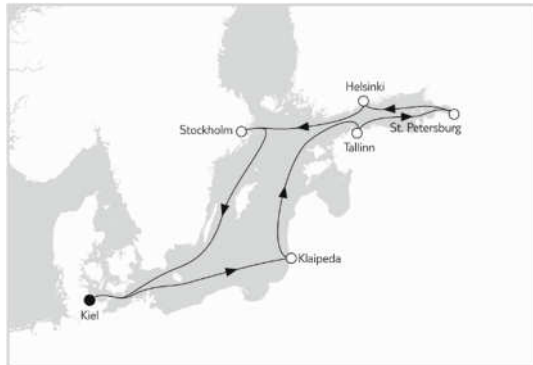 Helsinki
Stockholm
St. Petersburg
Tallinn
Klaipeda
Kiel